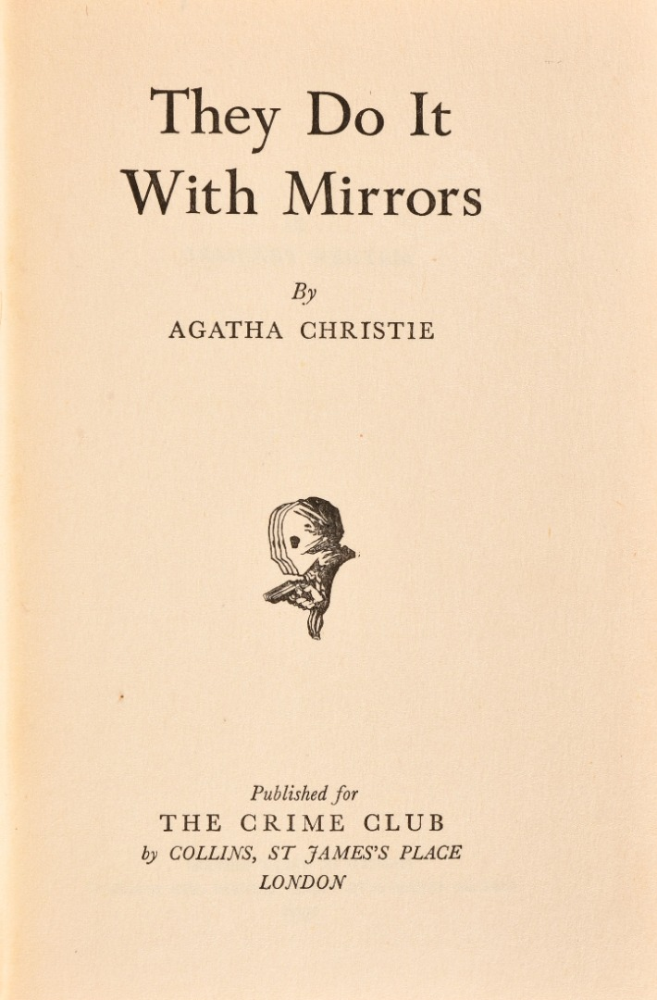 They Do It
With Mirrors
By
AGATHA CHRISTIE
Published for
THE CRIME CLUB
by COLLINS, ST JAMES'S PLACE
LONDON